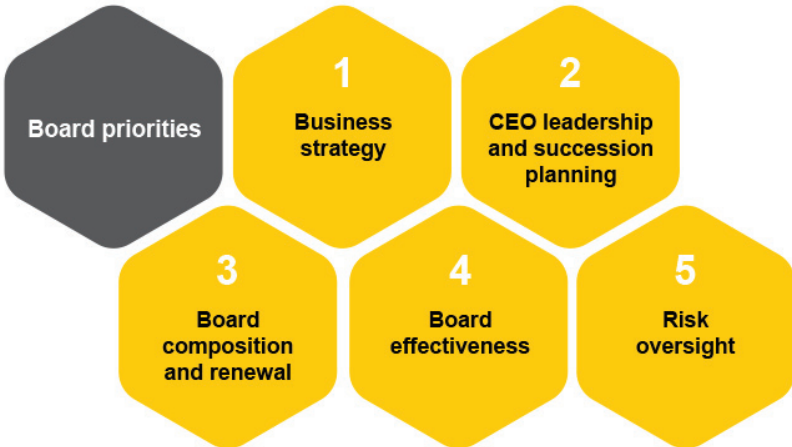 Board priorities
1
Business
strategy
2
CEO leadership
and succession
planning
3
Board
composition
and renewal
4
Board
effectiveness
5
Risk
oversight